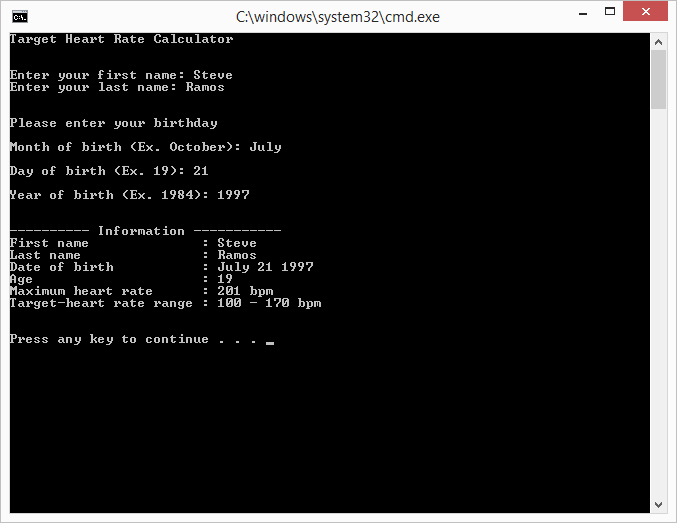 C:\windows\system32\cmd.exe
Target Heart Rate Calculator
Enter your first name: Steve
Enter your last name: Ramos
Please enter your birthday
Month of birth (Ex. October): July
Day of birth (Ex. 19): 21
Year of birth (Ex. 1984): 1997
---------- Information -----------
First name : Steve
Last name : Ramos
Date of birth : July 21 1997
Age : 19
Maximum heart rate : 201 bpm
Target-heart rate range : 100 - 170 bpm
Press any key to continue . . . _